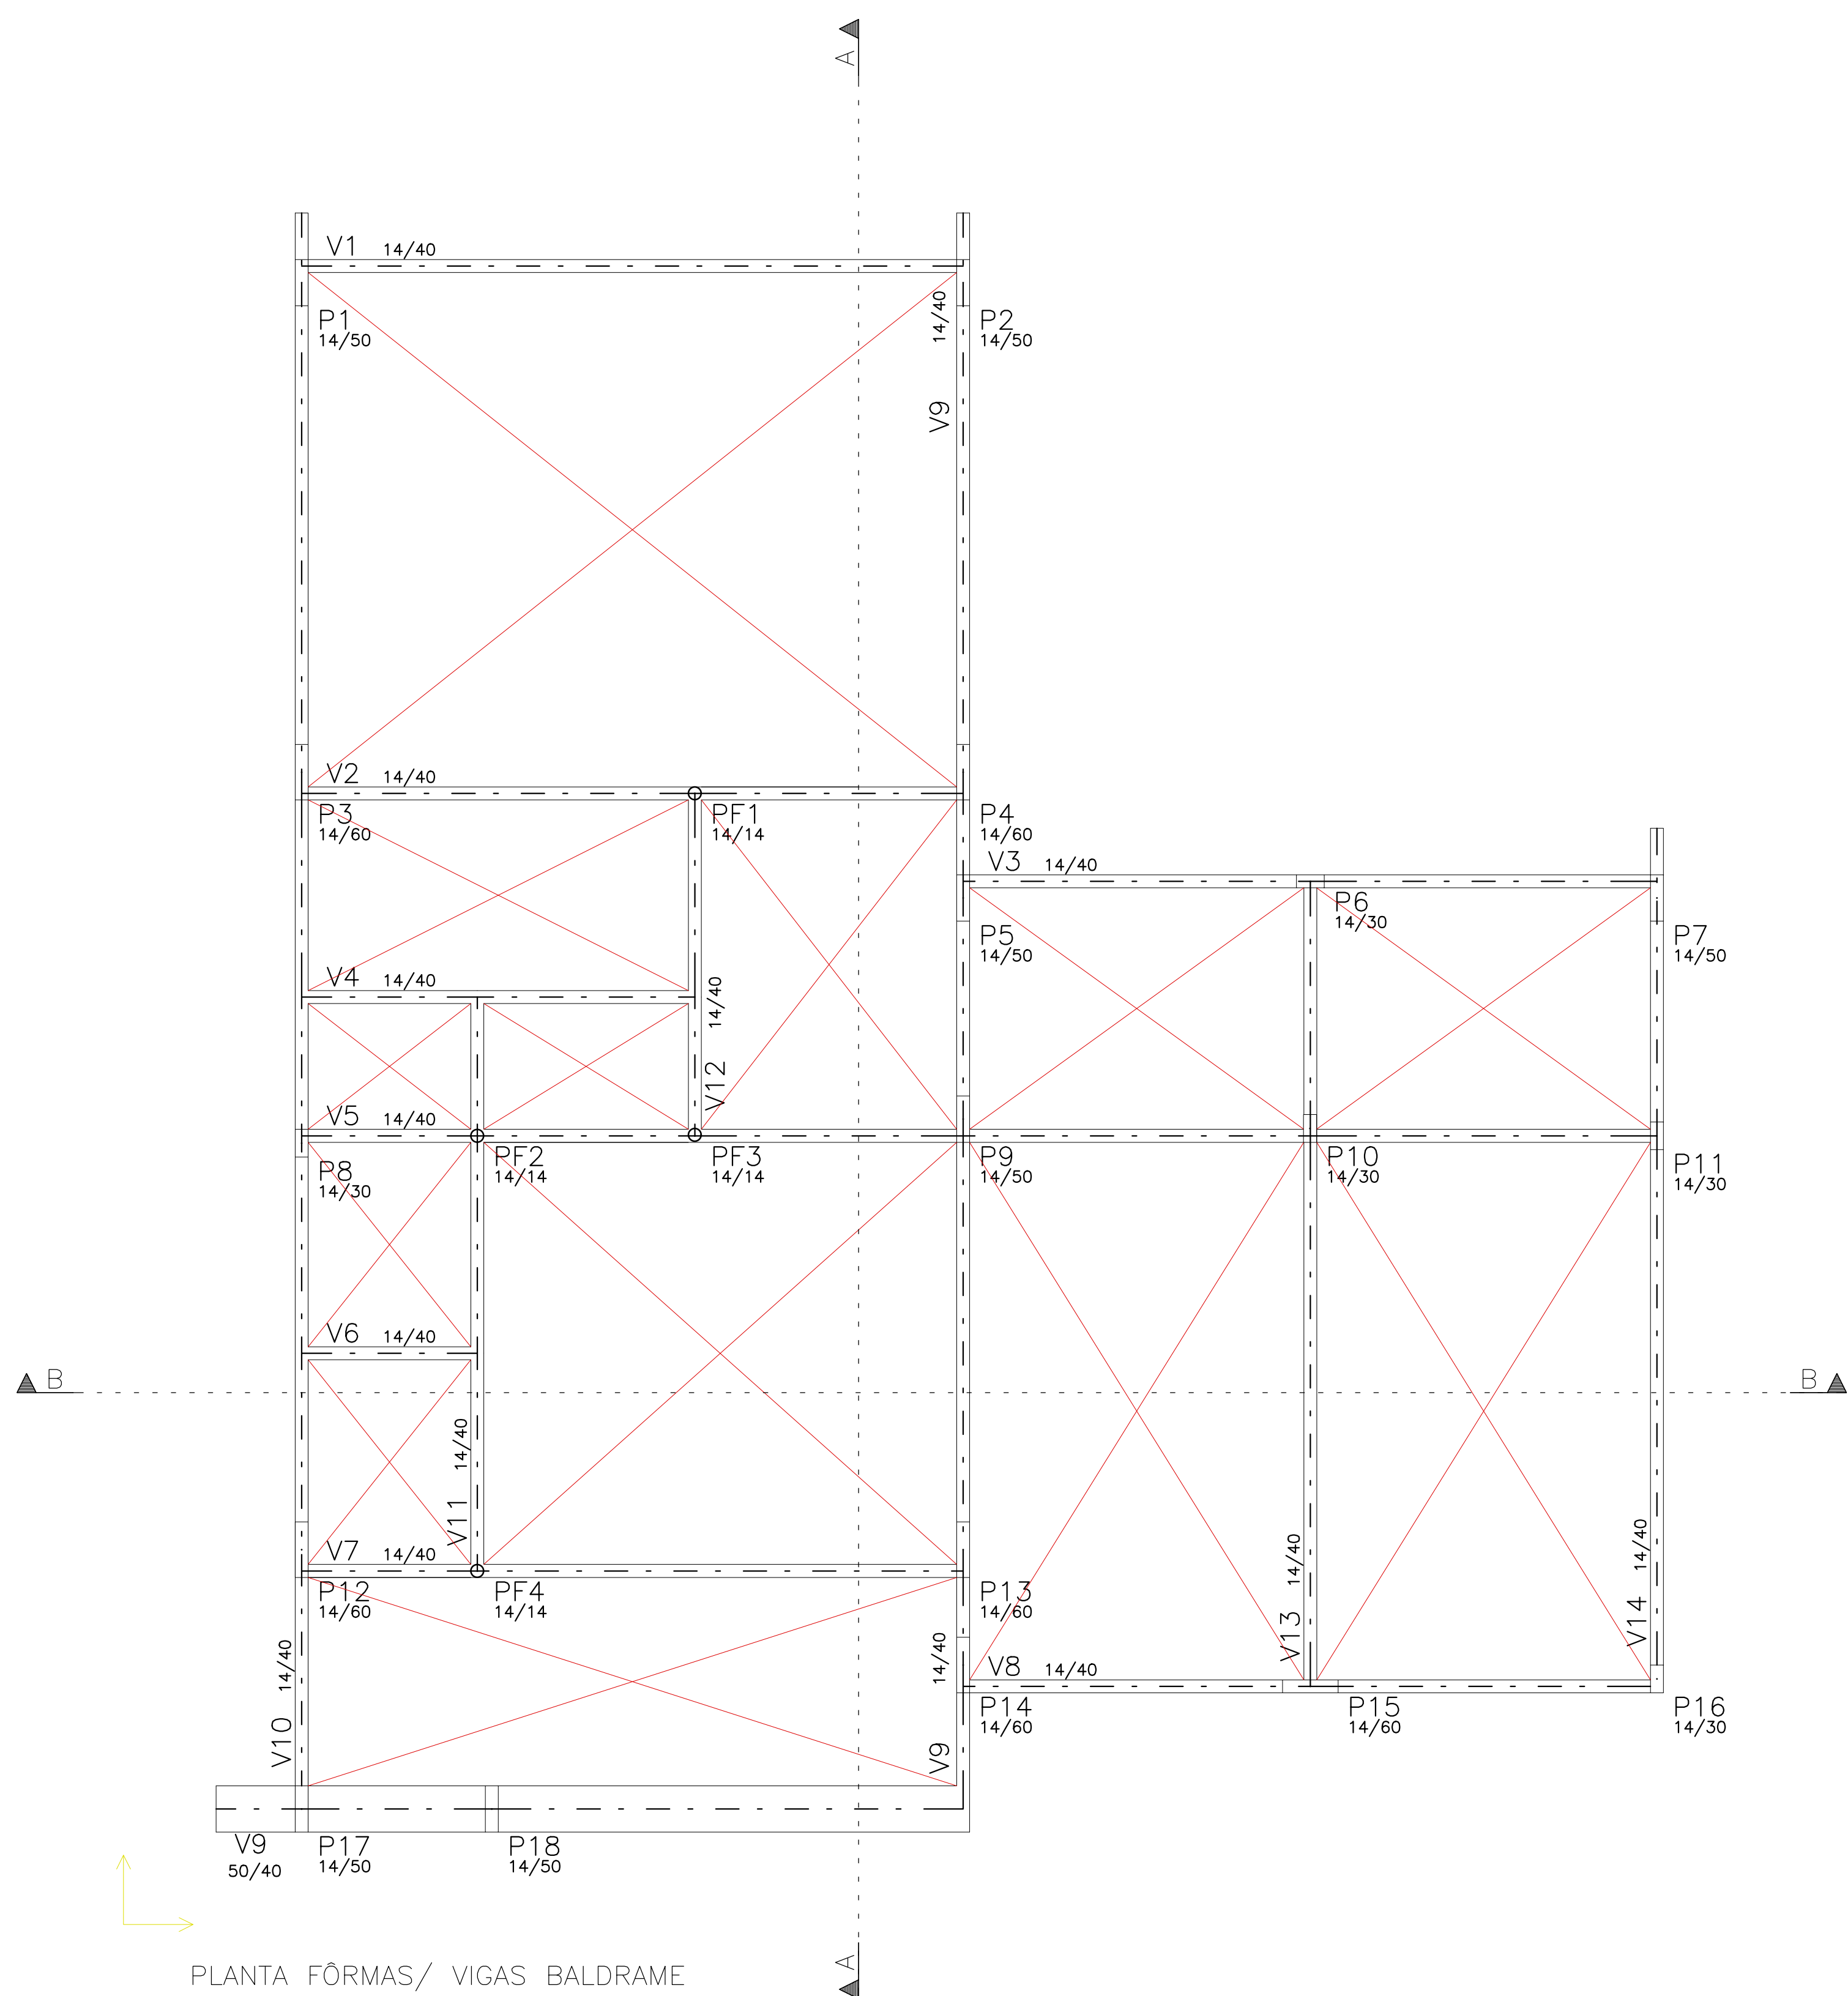 A
V1 14/40
P1
14/50
14/40
V9
P2
14/50
V2 14/40
P3
14/60
PF1
14/14
P4
14/60
V3 14/40
P6
14/30
P5
14/50
P7
14/50
V4 14/40
14/40
V12
V5 14/40
P8
14/30
PF2
14/14
PF3
14/14
P9
14/50
P10
14/30
P11
14/30
V6 14/40
B
B
14/40
V11
V7 14/40
P12
14/60
PF4
14/14
P13
14/60
14/40
V13
14/40
V14
14/40
V10
14/40
V9
V8 14/40
P14
14/60
P15
14/60
P16
14/30
V9
50/40
P17
14/50
P18
14/50
A
PLANTA FÔRMAS/ VIGAS BALDRAME